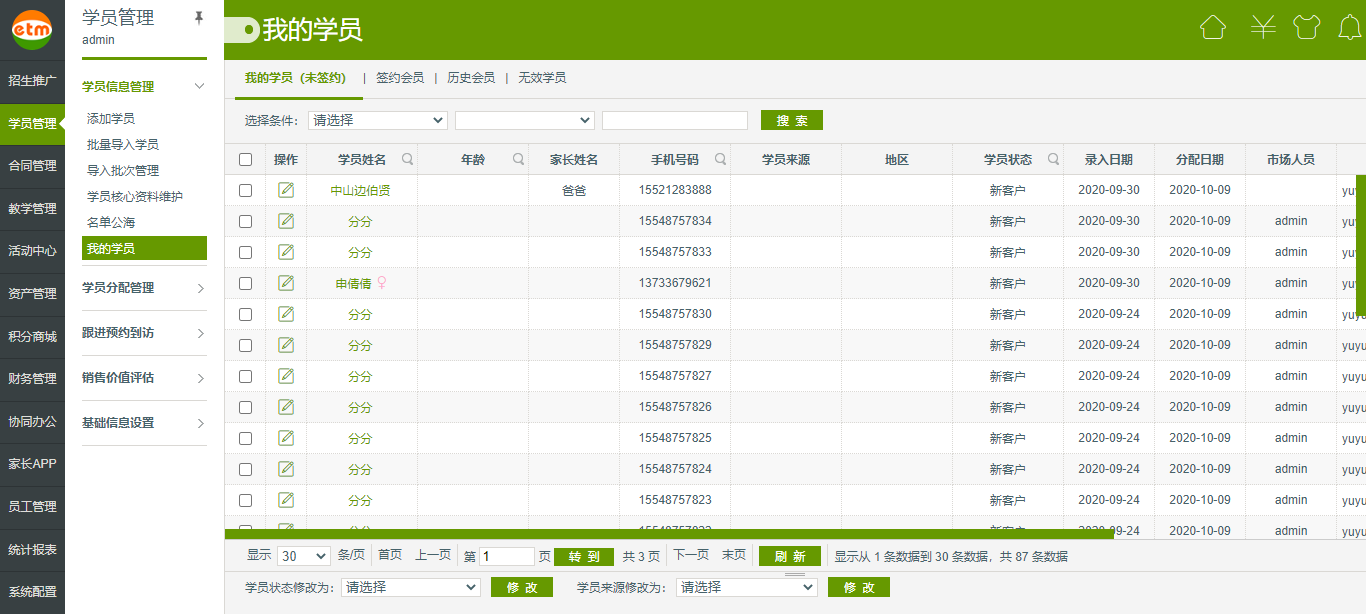 etm
招生推广
学员管理
合同管理
教学管理
活动中心
资产管理
积分商城
财务管理
协同办公
家长APP
员工管理
统计报表
系统配置
学员管理
admin
学员信息管理
添加学员
批量导入学员
导入批次管理
学员核心资料维护
名单公海
我的学员
学员分配管理
跟进预约到访
销售价值评估
基础信息设置
我的学员
我的学员（未签约） | 签约会员 | 历史会员 | 无效学员
选择条件: 请选择 搜 索
操作 学员姓名 年龄 家长姓名 手机号码 学员来源 地区 学员状态 录入日期 分配日期 市场人员
中山边伯贤 爸爸 15521283888 新客户 2020-09-30 2020-10-09 yu
分分 15548757834 新客户 2020-09-30 2020-10-09 admin yu
分分 15548757833 新客户 2020-09-30 2020-10-09 admin yu
申倩倩 13733679621 新客户 2020-09-30 2020-10-09 admin yu
分分 15548757830 新客户 2020-09-24 2020-10-09 admin yuyu
分分 15548757829 新客户 2020-09-24 2020-10-09 admin yuyu
分分 15548757827 新客户 2020-09-24 2020-10-09 admin yuyu
分分 15548757826 新客户 2020-09-24 2020-10-09 admin yuyu
分分 15548757825 新客户 2020-09-24 2020-10-09 admin yuyu
分分 15548757824 新客户 2020-09-24 2020-10-09 admin yuyu
分分 15548757823 新客户 2020-09-24 2020-10-09 admin yuyu
分分 新客户 2020-09-24 2020-10-09 admin yuyu
显示 30 条/页 首页 上一页 第 1 页 转 到 共 3 页 下一页 末页 刷 新 显示从 1 条数据到 30 条数据，共 87 条数据
学员状态修改为: 请选择 修 改 学员来源修改为: 请选择 修 改